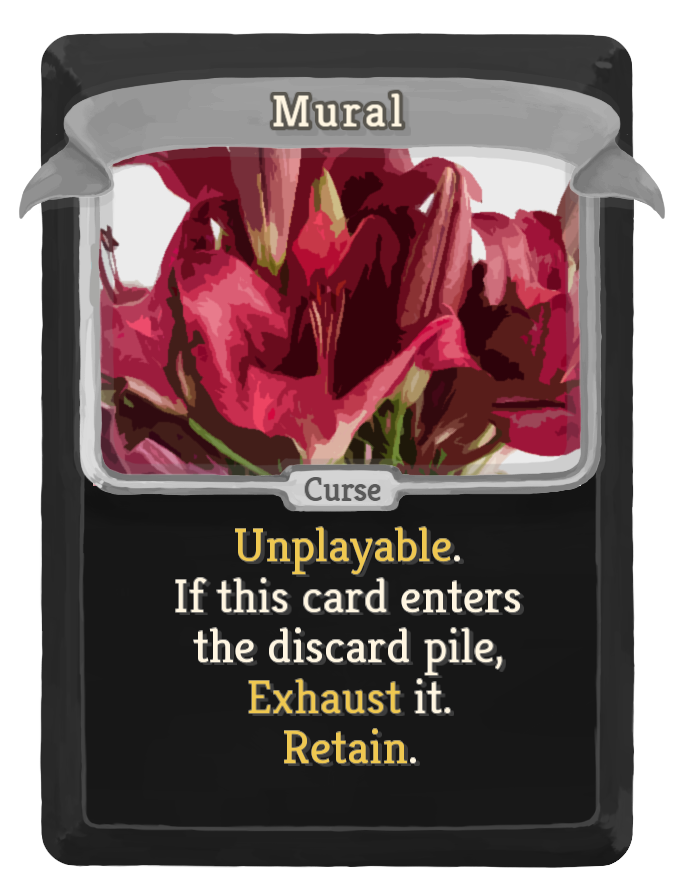 Mural
Curse
Unplayable.
If this card enters
the discard pile,
Exhaust it.
Retain.